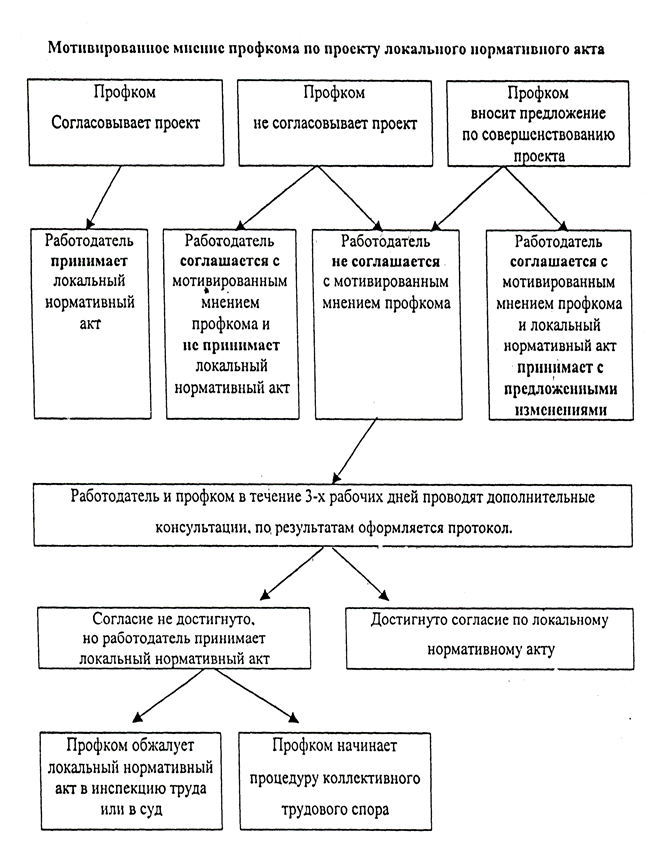 Мотивированное мнение профкома по проекту локального нормативного акта
Профком
Согласовывает проект
Профком
не согласовывает проект
Профком
вносит предложение
по совершенствованию
проекта
Работодатель
принимает
локальный
нормативный
акт
Работодатель
соглашается с
мотивированным
мнением
профкома и
не принимает
локальный
нормативный акт
Работодатель
не соглашается
с мотивированным
мнением профкома
Работодатель
соглашается с
мотивированным
мнением профкома
и локальный
нормативный акт
принимает с
предложенными
изменениями
Работодатель и профком в течение 3-х рабочих дней проводят дополнительные
консультации, по результатам оформляется протокол.
Согласие не достигнуто,
но работодатель принимает
локальный нормативный акт
Достигнуто согласие по локальному
нормативному акту
Профком обжалует
локальный нормативный
акт в инспекцию труда
или в суд
Профком начинает
процедуру коллективного
трудового спора